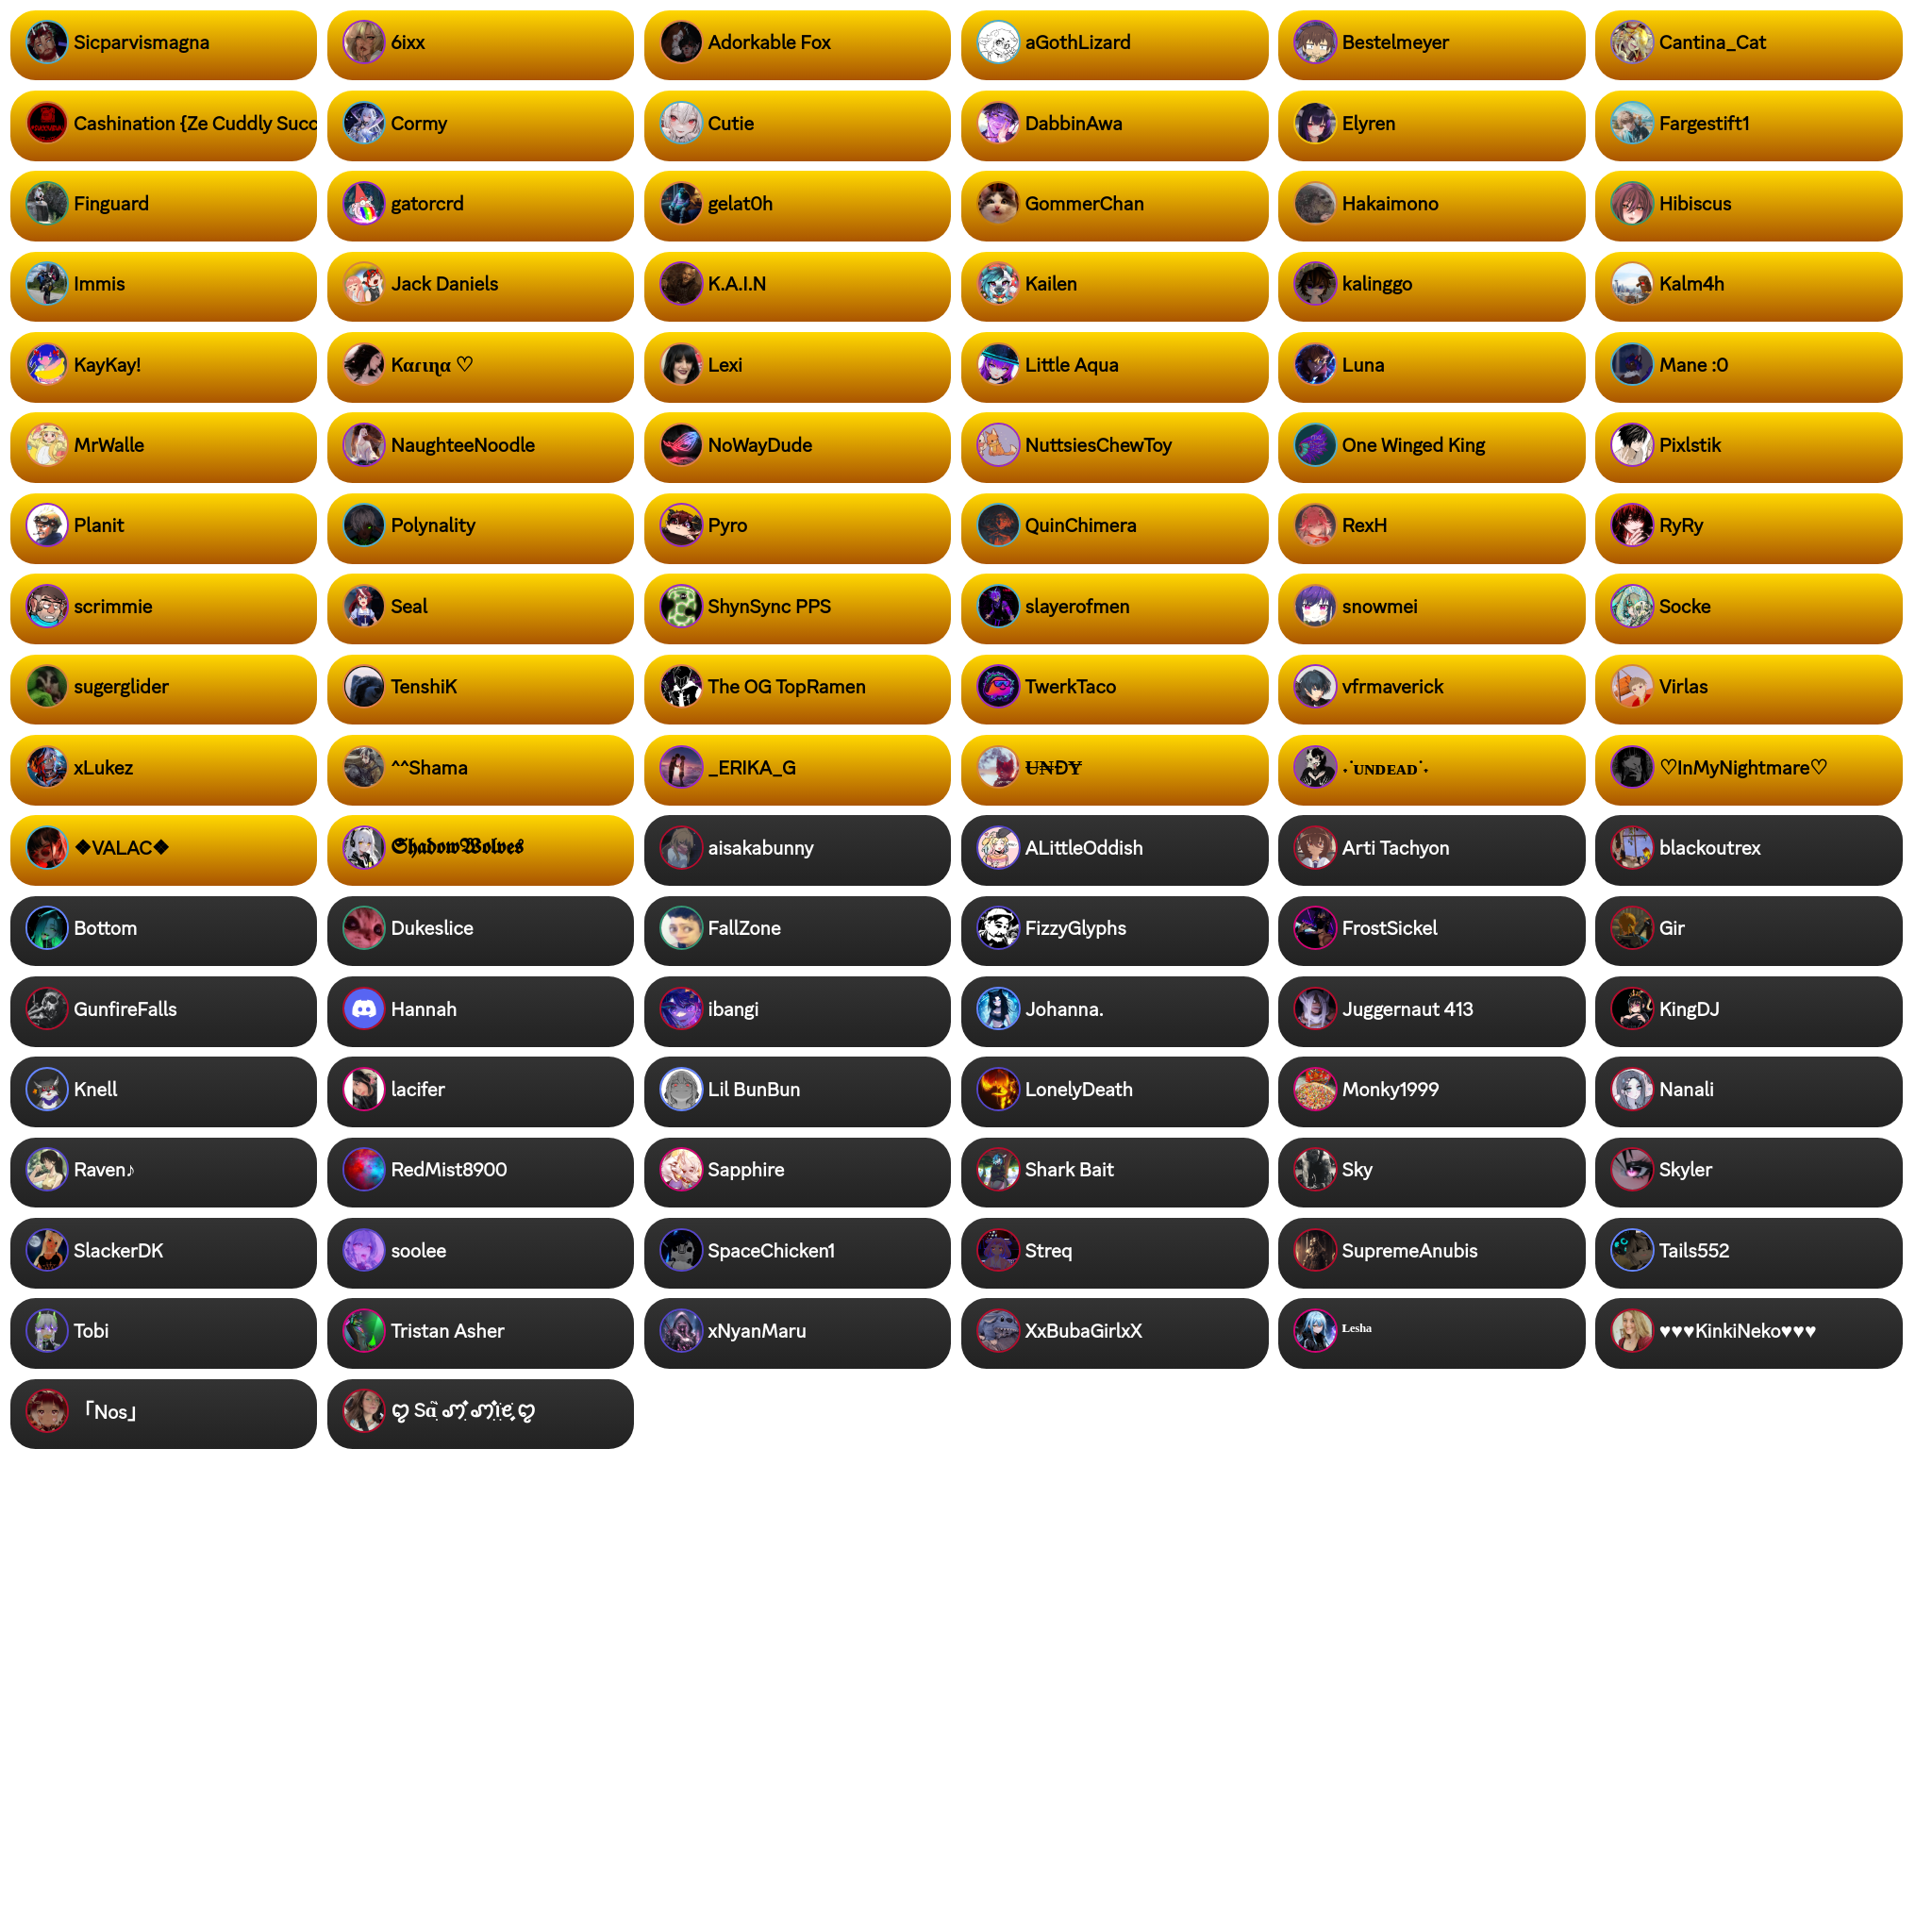 Sicparvismagna
6ixx
Adorkable Fox
aGothLizard
Bestelmeyer
Cantina_Cat
Cashination {Ze Cuddly Succ
Cormy
Cutie
DabbinAwa
Elyren
Fargestift1
Finguard
gatorcrd
gelat0h
GommerChan
Hakaimono
Hibiscus
Immis
Jack Daniels
K.A.I.N
Kailen
kalinggo
Kalm4h
KayKay!
Kαɾιɳα ♡
Lexi
Little Aqua
Luna
Mane :0
MrWalle
NaughteeNoodle
NoWayDude
NuttsiesChewToy
One Winged King
Pixlstik
Planit
Polynality
Pyro
QuinChimera
RexH
RyRy
scrimmie
Seal
ShynSync PPS
slayerofmen
snowmei
Socke
sugerglider
TenshiK
The OG TopRamen
TwerkTaco
vfrmaverick
Virlas
xLukez
^^Shama
_ERIKA_G
U̶₦ĐɎ
˙·ᴜɴᴅᴇᴀᴅ˙·
♡InMyNightmare♡
❖VALAC❖
𝕾𝖍𝖆𝖉𝖔𝖜𝖂𝖔𝖑𝖛𝖊𝖘
aisakabunny
ALittleOddish
Arti Tachyon
blackoutrex
Bottom
Dukeslice
FallZone
FizzyGlyphs
FrostSickel
Gir
GunfireFalls
Hannah
ibangi
Johanna.
Juggernaut 413
KingDJ
Knell
lacifer
Lil BunBun
LonelyDeath
Monky1999
Nanali
Raven♪
RedMist8900
Sapphire
Shark Bait
Sky
Skyler
SlackerDK
soolee
SpaceChicken1
Streq
SupremeAnubis
Tails552
Tobi
Tristan Asher
xNyanMaru
XxBubaGirlxX
ᴸᵉˢʰᵃ
♥♥♥KinkiNeko♥♥♥
「Nos」